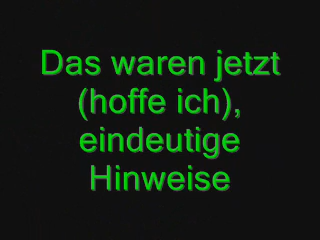 Das waren jetzt
(hoffe ich),
eindeutige
Hinweise